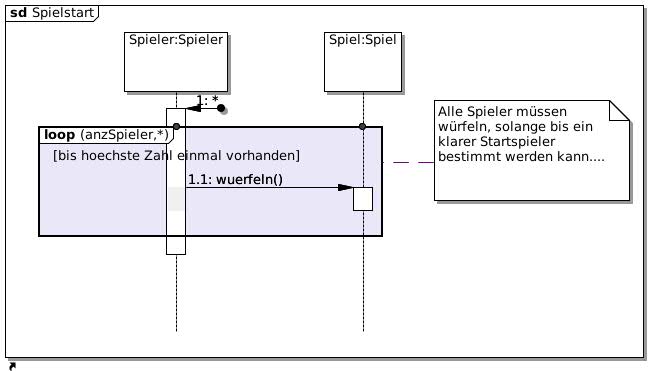 sd Spielstart
Spieler:Spieler
Spiel:Spiel
1: *
loop (anzSpieler,*)
[bis hoechste Zahl einmal vorhanden]
1.1: wuerfeln()
Alle Spieler müssen
würfeln, solange bis ein
klarer Startspieler
bestimmt werden kann....